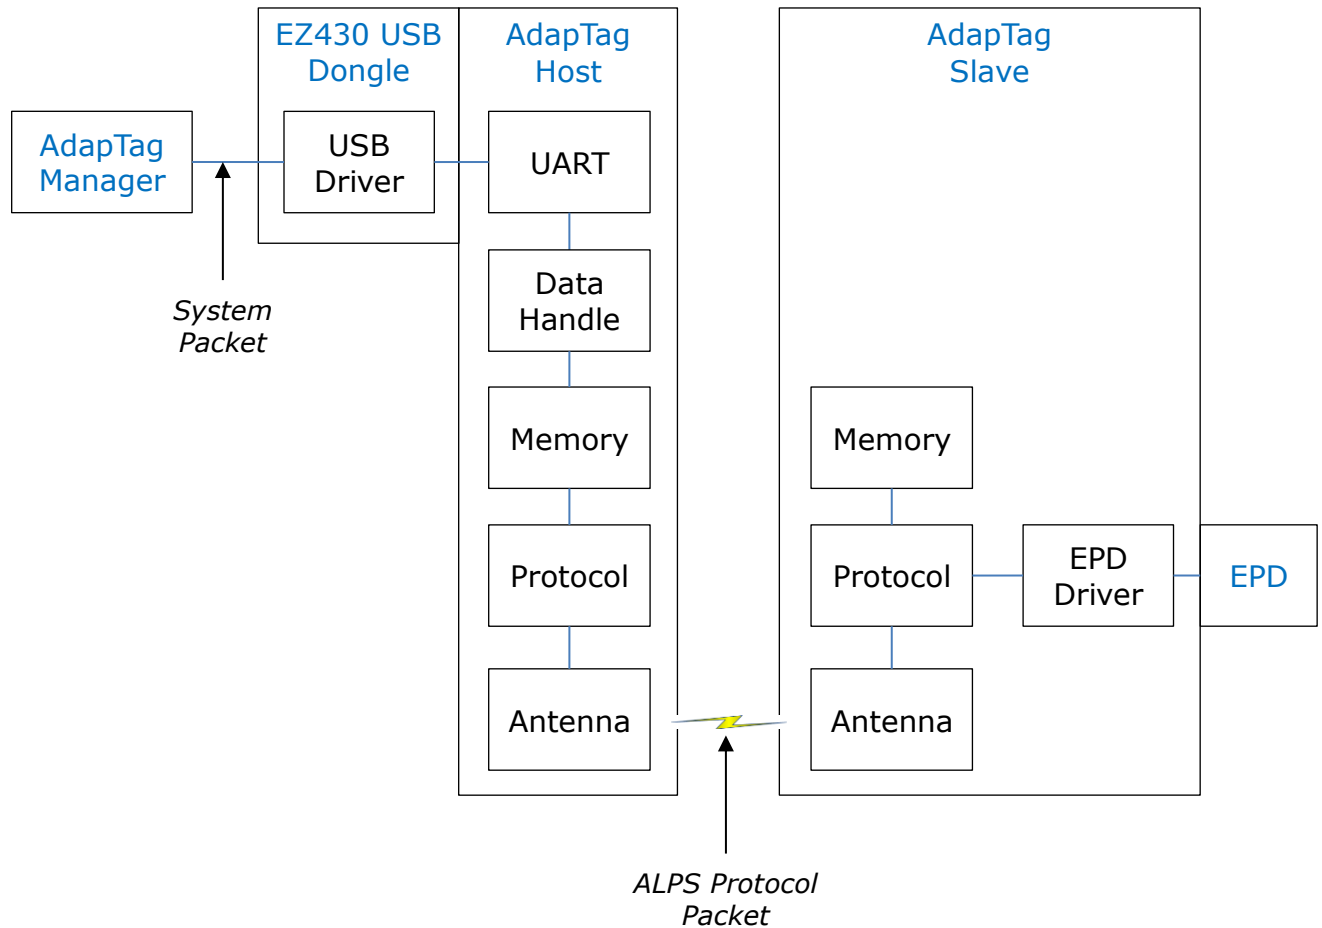 EZ430 USB
Dongle
AdapTag
Host
AdapTag
Slave
AdapTag
Manager
USB
Driver
UART
System
Packet
Data
Handle
Memory
Memory
Protocol
Protocol
EPD
Driver
EPD
Antenna
Antenna
ALPS Protocol
Packet